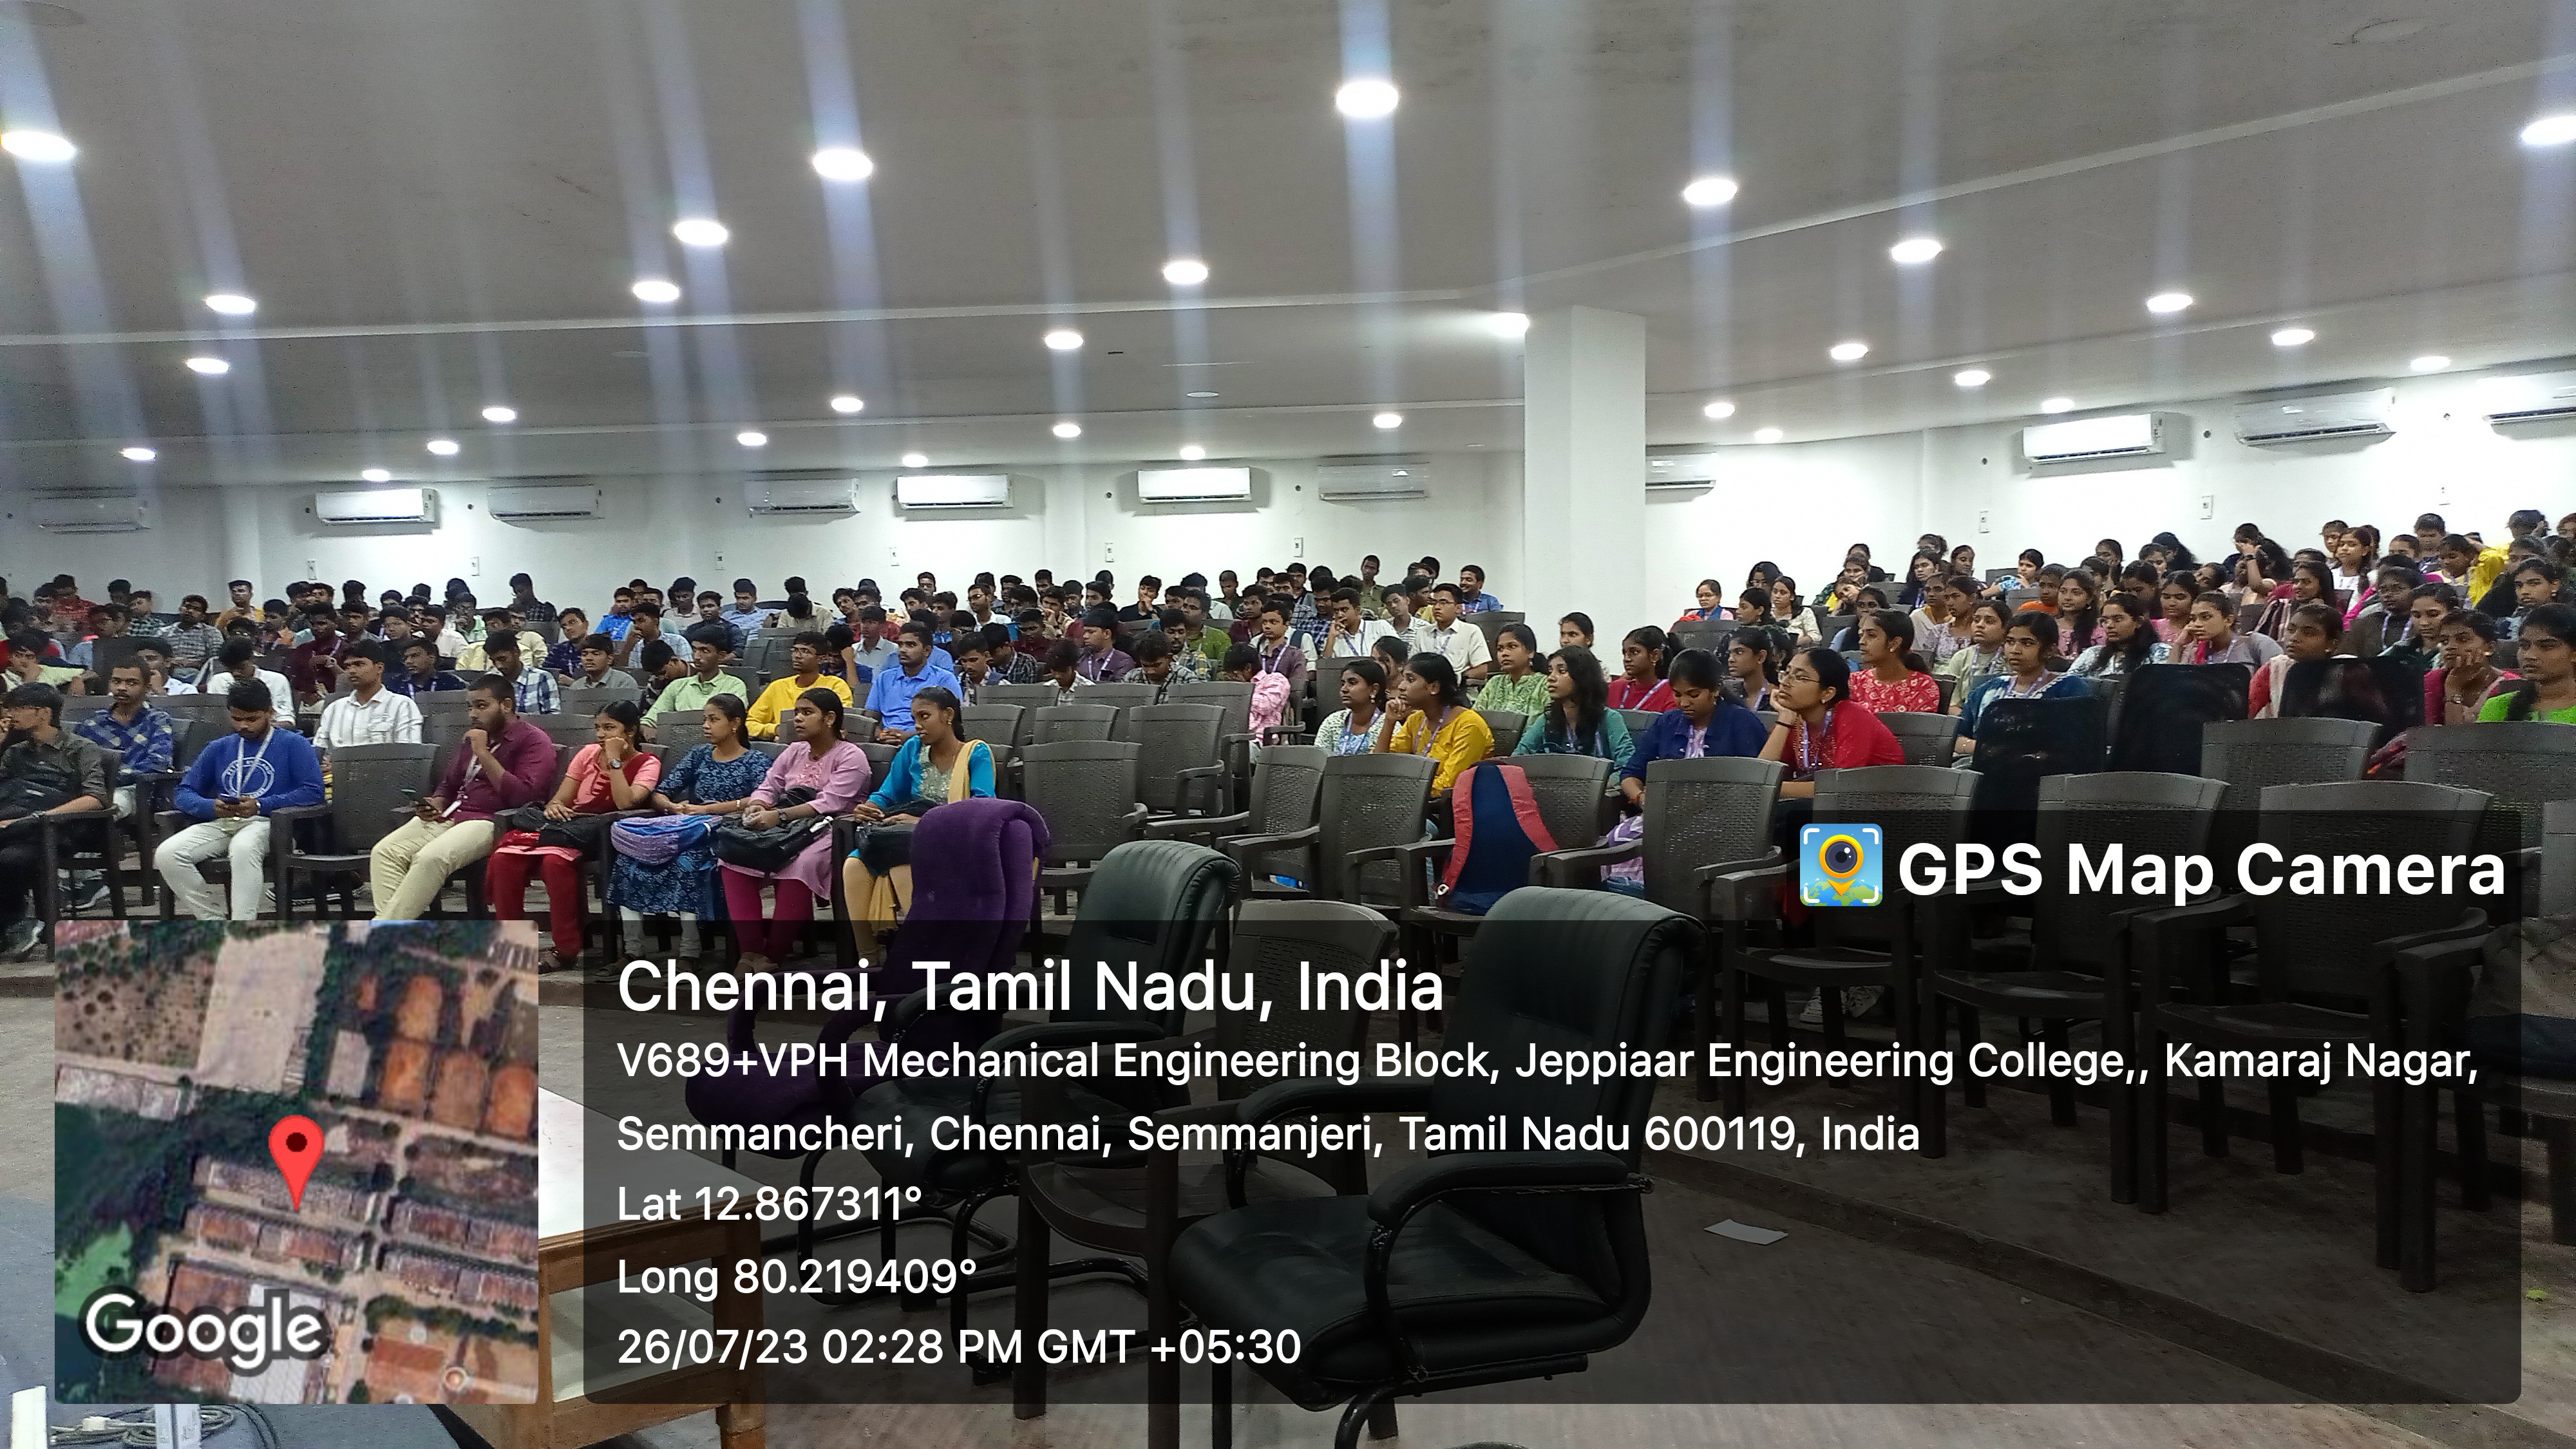 GPS Map Camera
Chennai, Tamil Nadu, India
V689+VPH Mechanical Engineering Block, Jeppiaar Engineering College,, Kamaraj Nagar,
Semmancheri, Chennai, Semmanjeri, Tamil Nadu 600119, India
Lat 12.867311°
Long 80.219409°
26/07/23 02:28 PM GMT +05:30
Google